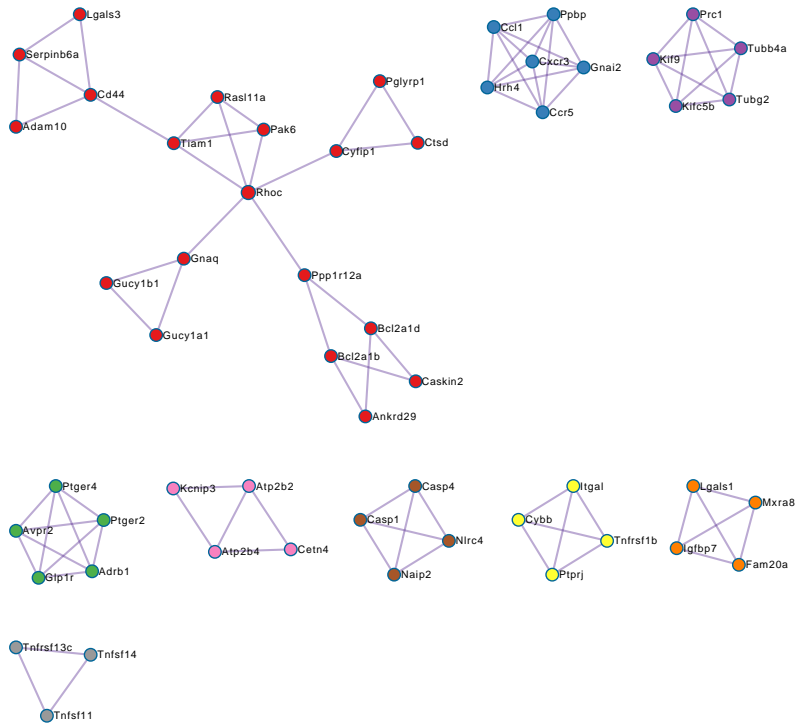 Lgals3
Serpinb6a
Cd44
Adam10
Rasl11a
Tiam1
Pak6
Pglyrp1
Cyfip1
Ctsd
Rhoc
Gnaq
Gucy1b1
Gucy1a1
Ppp1r12a
Bcl2a1d
Bcl2a1b
Caskin2
Ankrd29
Ppbp
Ccl1
Cxcr3
Gnai2
Hrh4
Ccr5
Prc1
Tubb4a
Kif9
Tubg2
Kifc5b
Ptger4
Ptger2
Avpr2
Adrb1
Glp1r
Kcnip3
Atp2b2
Atp2b4
Cetn4
Casp4
Casp1
Nlrc4
Naip2
Itgal
Cybb
Tnfrsf1b
Ptprj
Lgals1
Mxra8
Igfbp7
Fam20a
Tnfrsf13c
Tnfsf14
Tnfsf11